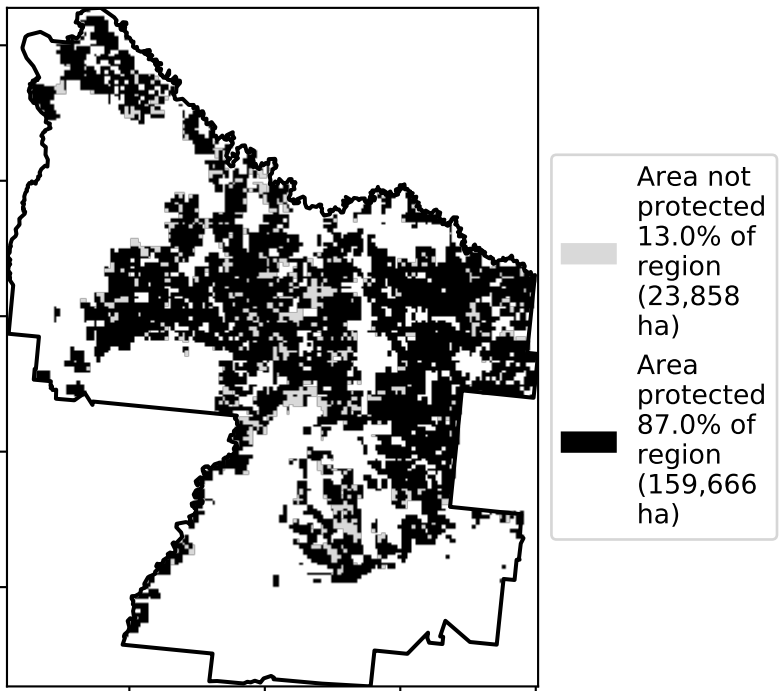 Area not
protected
13.0% of
region
(23,858
ha)
Area
protected
87.0% of
region
(159,666
ha)